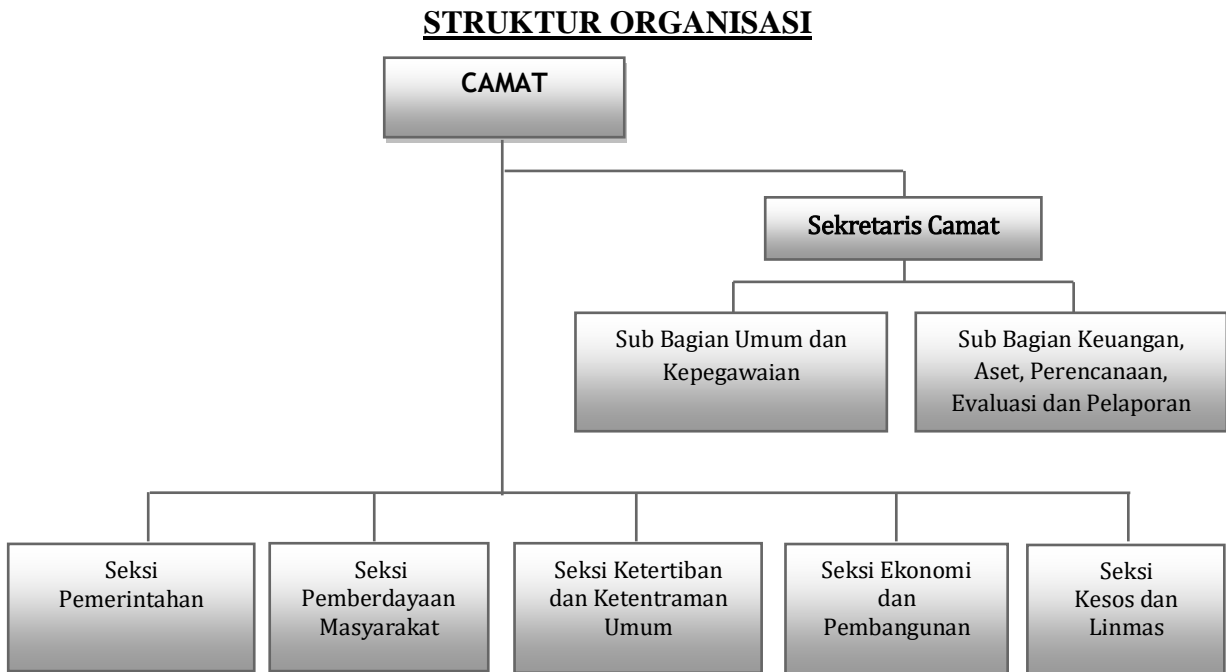 STRUKTUR ORGANISASI
CAMAT
Sekretaris Camat
Sub Bagian Umum dan
Kepegawaian
Sub Bagian Keuangan,
Aset, Perencanaan,
Evaluasi dan Pelaporan
Seksi
Pemerintahan
Seksi
Pemberdayaan
Masyarakat
Seksi Ketertiban
dan Ketentraman
Umum
Seksi Ekonomi
dan
Pembangunan
Seksi
Kesos dan
Linmas